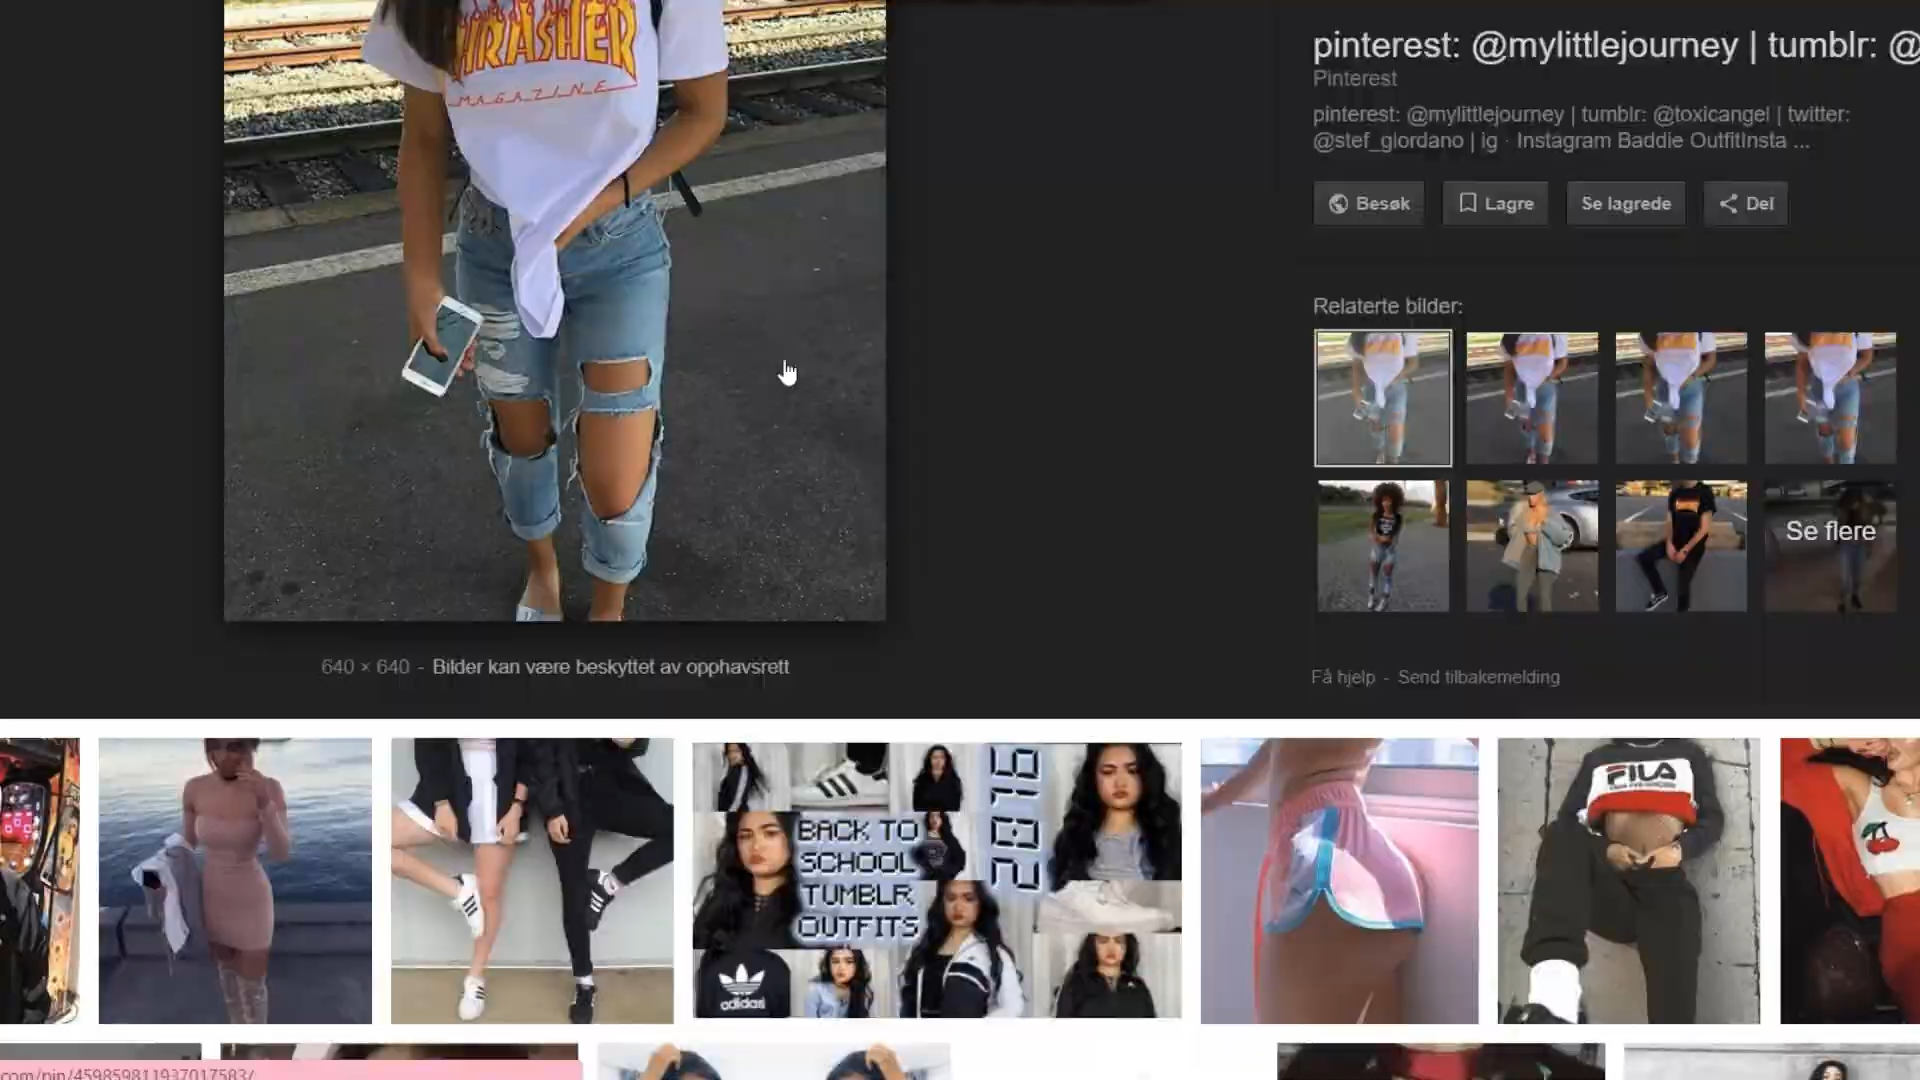 THRASHER
MAGAZINE
pinterest: @mylittlejourney | tumblr: @
Pinterest
pinterest: @mylittlejourney | tumblr: @toxicangel | twitter:
@stef_giordano | ig · Instagram Baddie OutfitInsta ...
Besøk
Lagre
Se lagrede
Del
Relaterte bilder:
Se flere
640 × 640 - Bilder kan være beskyttet av opphavsrett
Få hjelp - Send tilbakemelding
BACK TO
SCHOOL
TUMBLR
OUTFITS
2016
adidas
FILA
com/pin/459859811937017583/